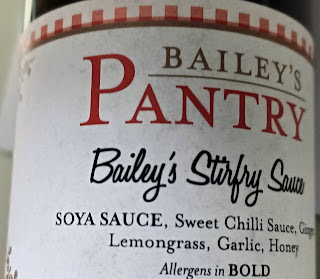 BAILEY'S
PANTRY
Bailey's Stirfry Sauce
SOYA SAUCE, Sweet Chilli Sauce, Ginger
Lemongrass, Garlic, Honey
Allergens in BOLD